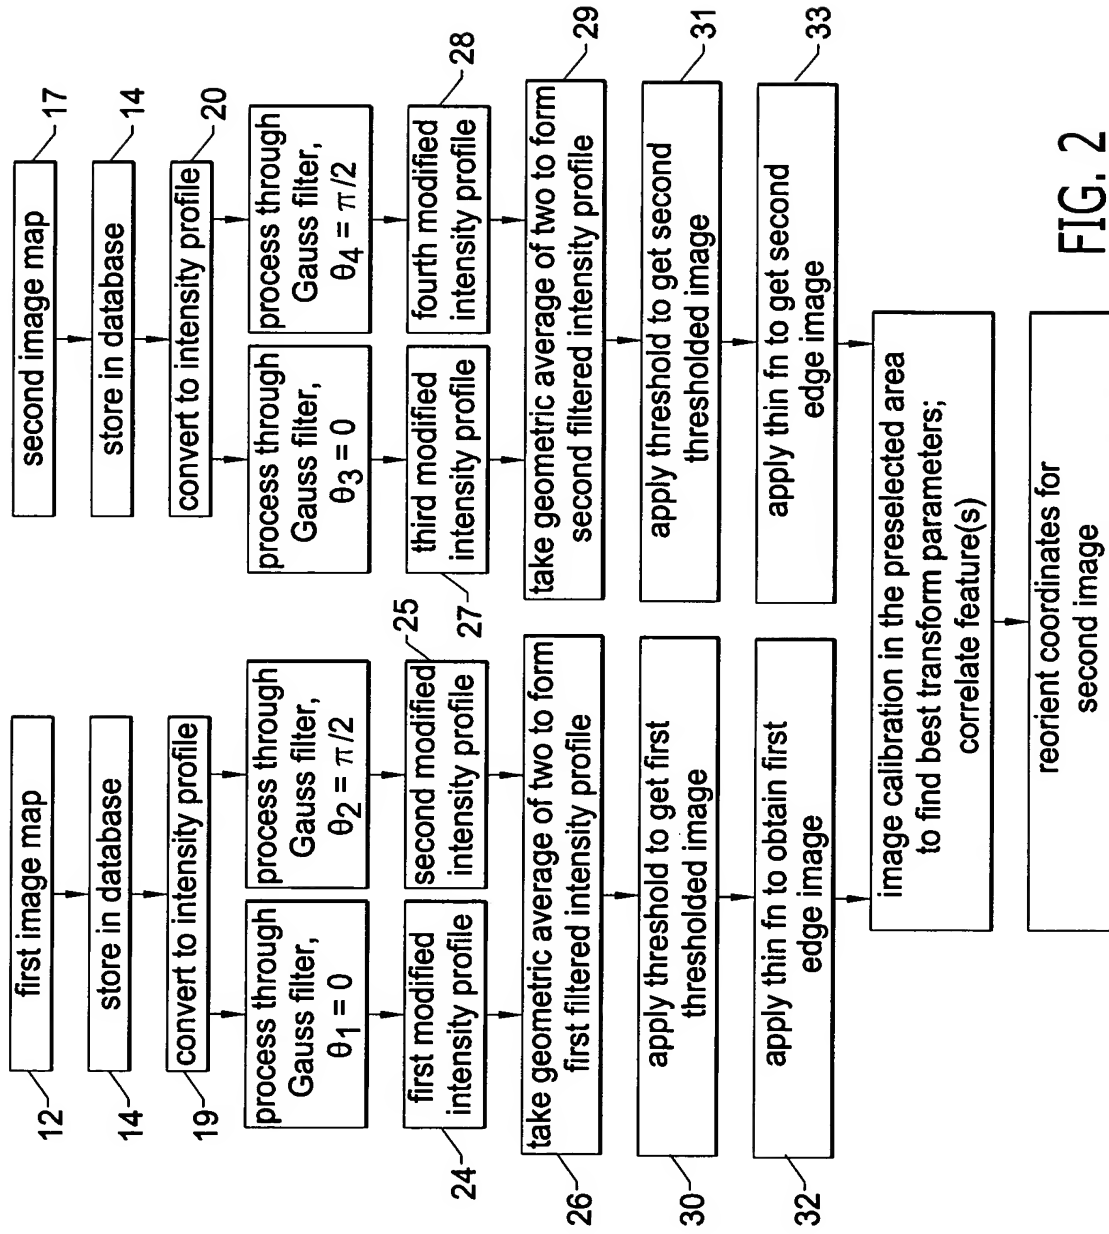 12
first image map
14
store in database
19
convert to intensity profile
process through
Gauss filter,
θ1 = 0
process through
Gauss filter,
θ2 = π/2
24
first modified
intensity profile
25
second modified
intensity profile
26
take geometric average of two to form
first filtered intensity profile
30
apply threshold to get first
thresholded image
32
apply thin fn to obtain first
edge image
second image map
17
store in database
14
convert to intensity profile
20
process through
Gauss filter,
θ3 = 0
process through
Gauss filter,
θ4 = π/2
27
third modified
intensity profile
28
fourth modified
intensity profile
29
take geometric average of two to form
second filtered intensity profile
31
apply threshold to get second
thresholded image
33
apply thin fn to get second
edge image
image calibration in the preselected area
to find best transform parameters;
correlate feature(s)
reorient coordinates for
second image
FIG. 2